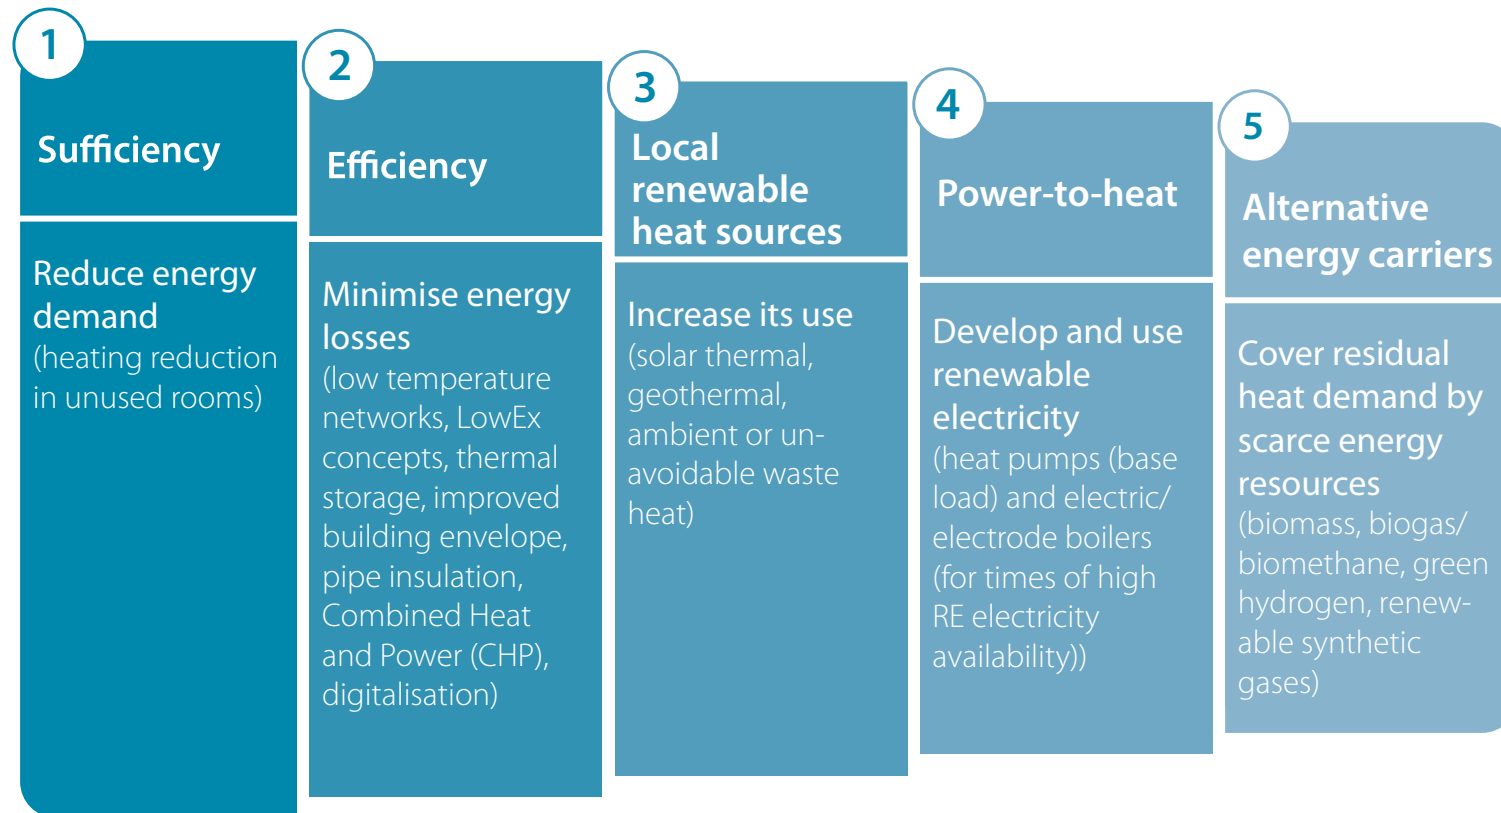 1
Sufficiency
Reduce energy
demand
(heating reduction
in unused rooms)
2
Efficiency
Minimise energy
losses
(low temperature
networks, LowEx
concepts, thermal
storage, improved
building envelope,
pipe insulation,
Combined Heat
and Power (CHP),
digitalisation)
3
Local
renewable
heat sources
Increase its use
(solar thermal,
geothermal,
ambient or un-
avoidable waste
heat)
4
Power-to-heat
Develop and use
renewable
electricity
(heat pumps (base
load) and electric/
electrode boilers
(for times of high
RE electricity
availability))
5
Alternative
energy carriers
Cover residual
heat demand by
scarce energy
resources
(biomass, biogas/
biomethane, green
hydrogen, renew-
able synthetic
gases)